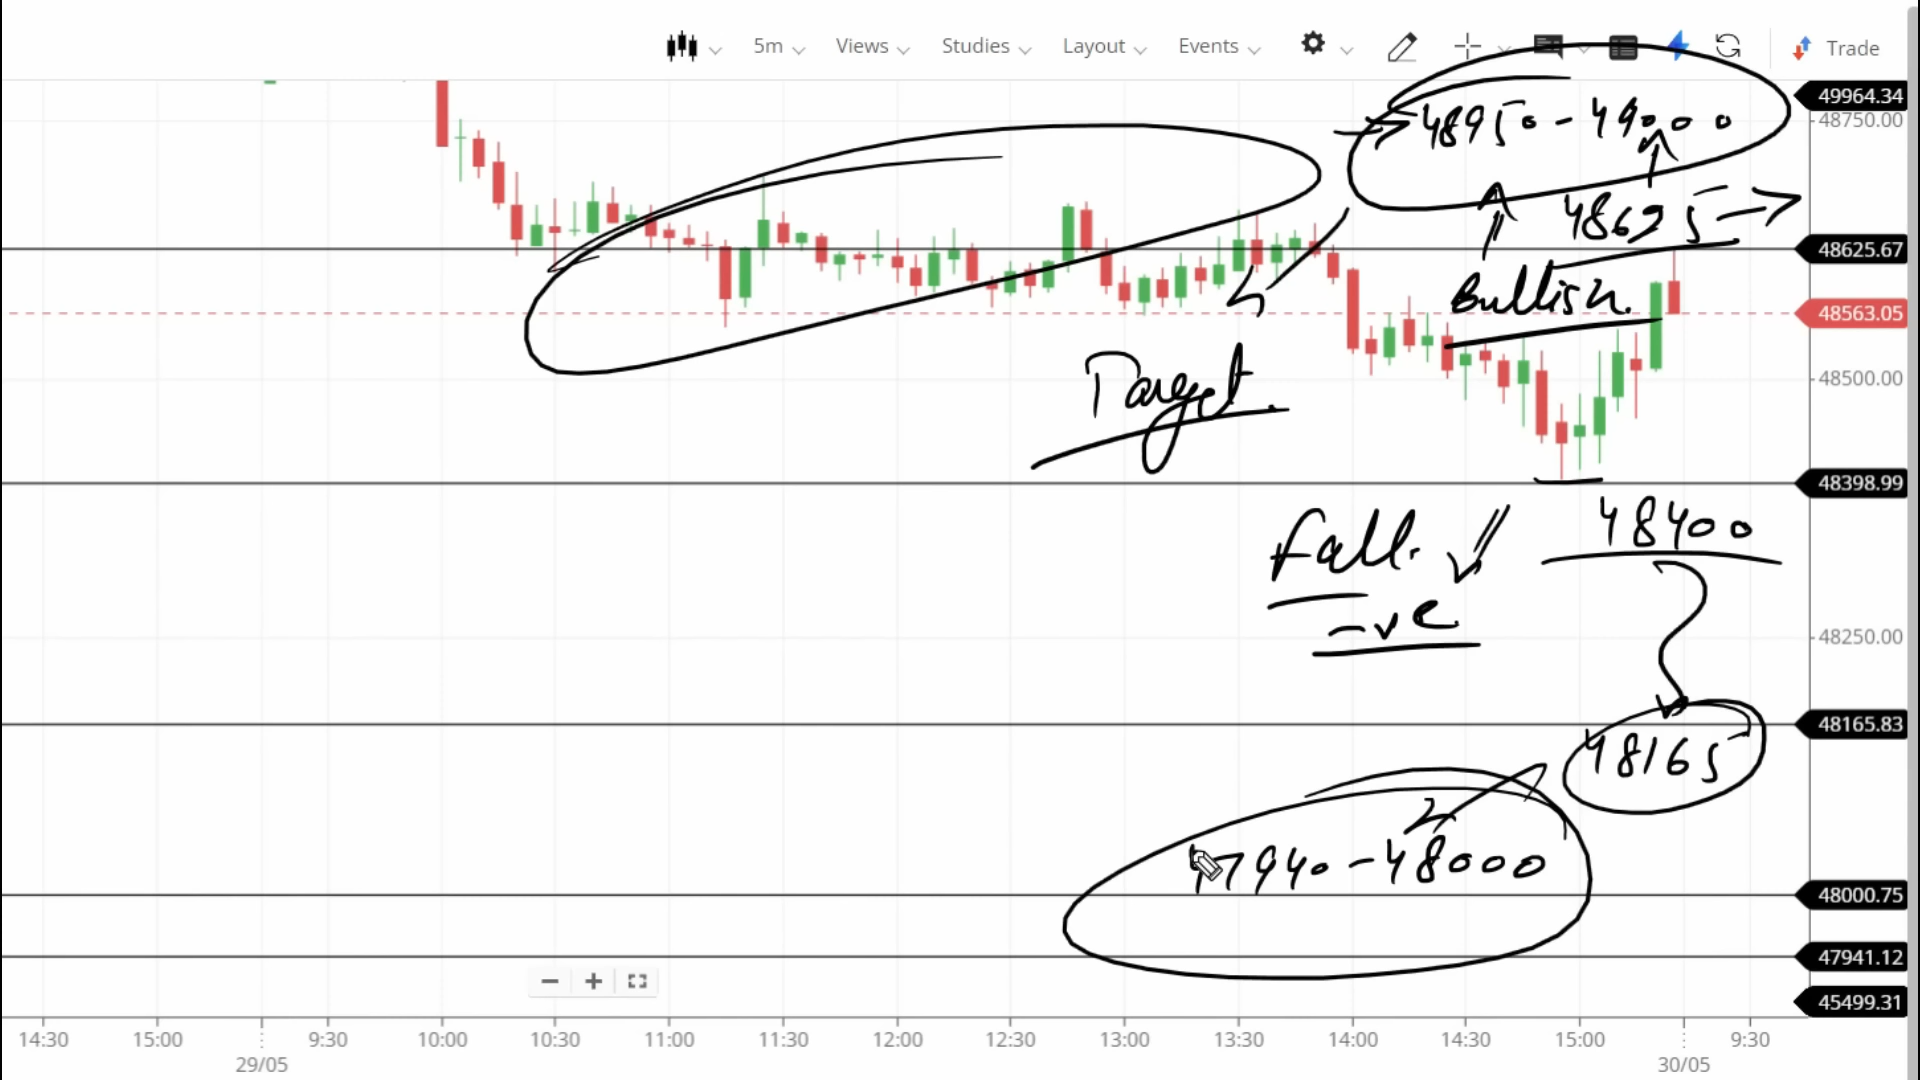 5m Views Studies Layout Events Trade
49964.34
48750.00
48950 - 49000
48625
48625.67
Bullish.
48563.05
Target.
48500.00
48398.99
Fall. 48400
-ve
48250.00
48165.83
48165
47940 - 48000
48000.75
47941.12
45499.31
14:30 15:00 9:30 10:00 10:30 11:00 11:30 12:00 12:30 13:00 13:30 14:00 14:30 15:00 9:30
29/05 30/05